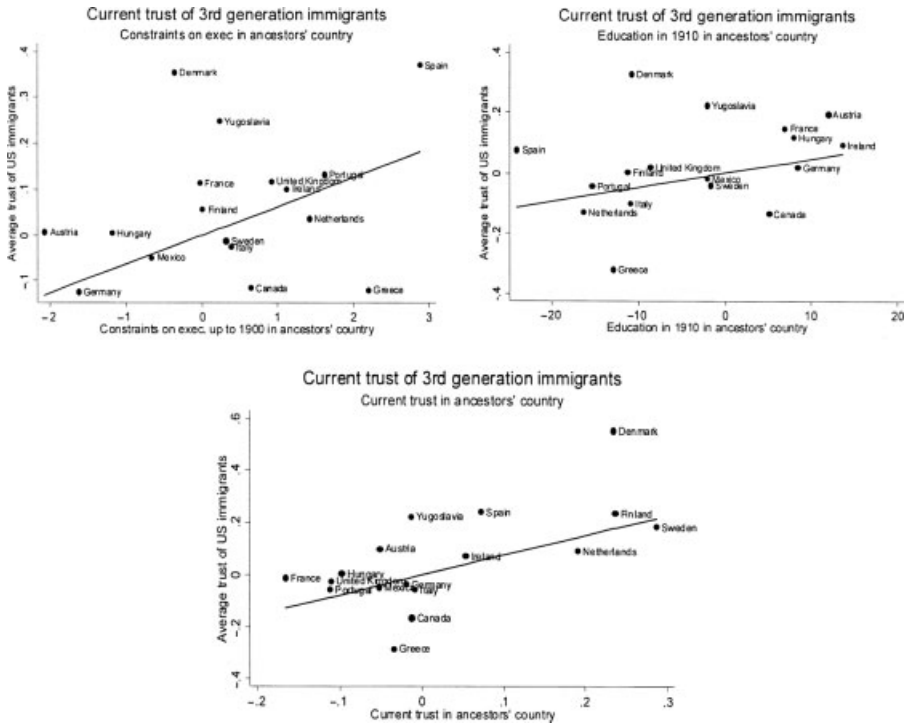 Current trust of 3rd generation immigrants
Constraints on exec in ancestors' country
Average trust of US immigrants
.4
.3
.2
.1
0
-.1
Denmark
Spain
Yugoslavia
France
United Kingdom
Portugal
Ireland
Finland
Netherlands
Austria
Hungary
Sweden
Italy
Mexico
Germany
Canada
Greece
-2
-1
0
1
2
3
Constraints on exec. up to 1900 in ancestors' country
Current trust of 3rd generation immigrants
Education in 1910 in ancestors' country
Average trust of US immigrants
.4
.2
0
-.2
-.4
Denmark
Yugoslavia
Austria
France
Hungary
Spain
Ireland
United Kingdom
Finland
Germany
Mexico
Portugal
Sweden
Italy
Netherlands
Canada
Greece
-20
-10
0
10
20
Education in 1910 in ancestors' country
Current trust of 3rd generation immigrants
Current trust in ancestors' country
Average trust of US immigrants
.6
.4
.2
0
-.2
-.4
Denmark
Yugoslavia
Spain
Finland
Sweden
Austria
Netherlands
Ireland
France
Hungary
United Kingdom
Germany
Portugal
Mexico
Italy
Canada
Greece
-.2
-.1
0
.1
.2
.3
Current trust in ancestors' country